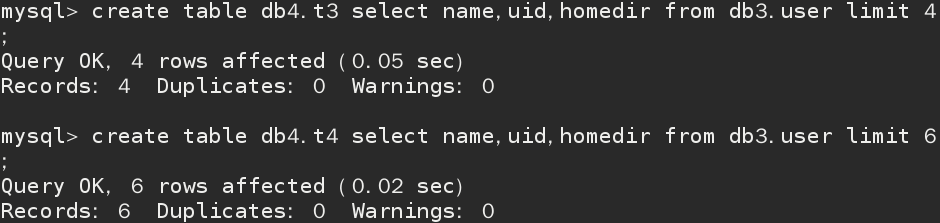 mysql> create table db4.t3 select name,uid,homedir from db3.user limit 4
;
Query OK, 4 rows affected (0.05 sec)
Records: 4  Duplicates: 0  Warnings: 0
mysql> create table db4.t4 select name,uid,homedir from db3.user limit 6
;
Query OK, 6 rows affected (0.02 sec)
Records: 6  Duplicates: 0  Warnings: 0